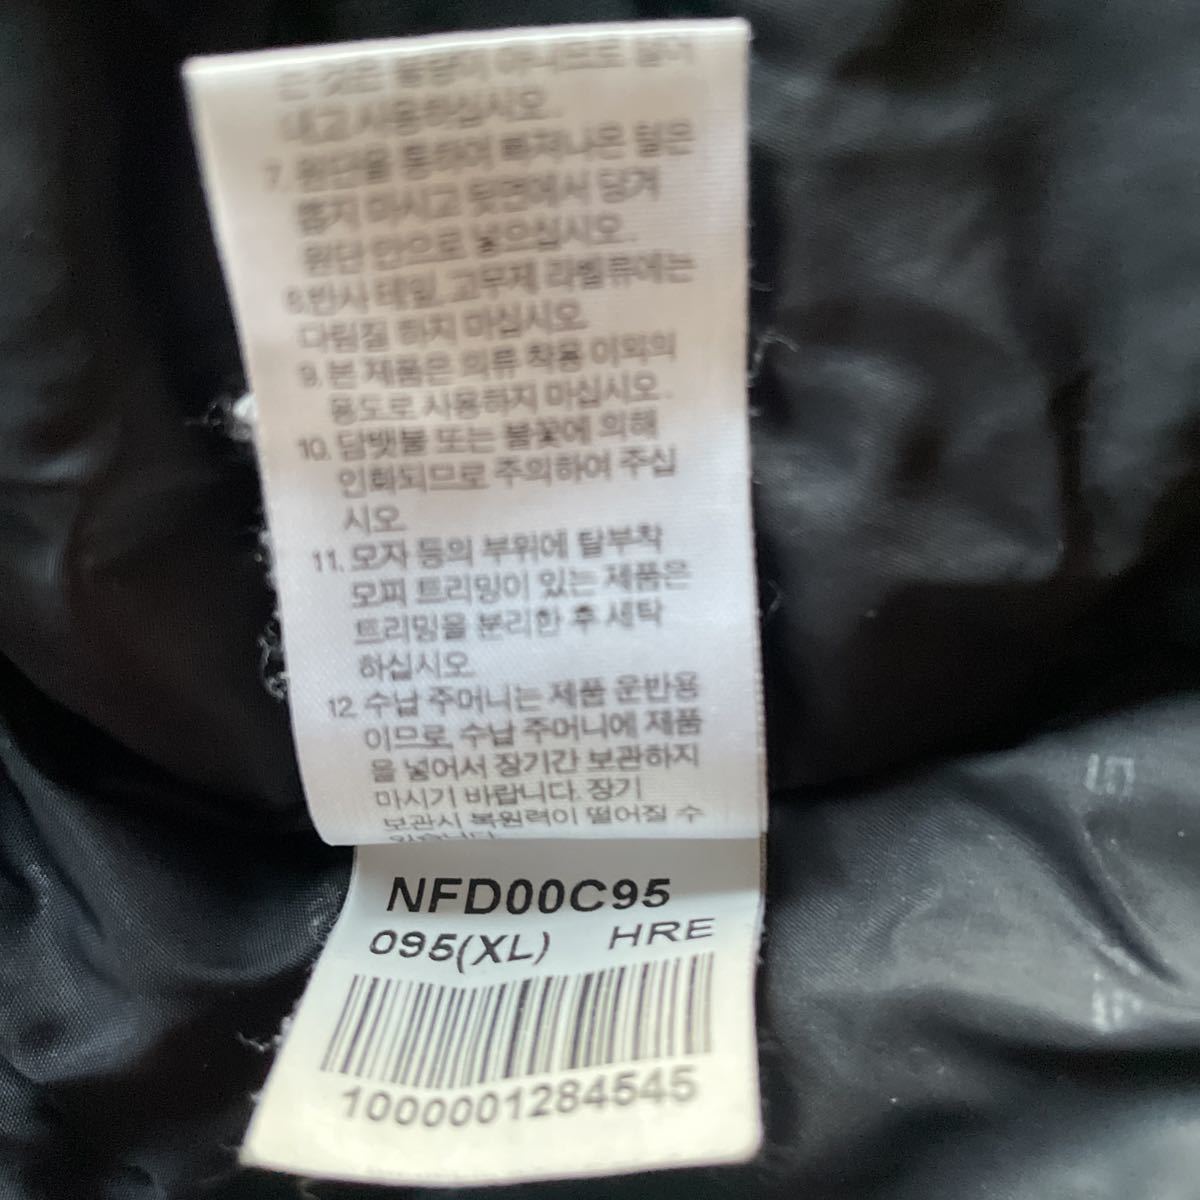 는 것은 불량이 아니므로 털어
내고 사용하십시오.
7. 원단을 통하여 빠져나온 털은
뽑지 마시고 뒷면에서 당겨
원단 안으로 넣으십시오.
8. 반사 테입, 고무제 라벨류에는
다림질 하지 마십시오.
9. 본 제품은 의류 착용 이외의
용도로 사용하지 마십시오.
10. 담뱃불 또는 불꽃에 의해
인화되므로 주의하여 주십
시오.
11. 모자 등의 부위에 탈부착
모피 트리밍이 있는 제품은
트리밍을 분리한 후 세탁
하십시오.
12. 수납 주머니는 제품 운반용
이므로, 수납 주머니에 제품
을 넣어서 장기간 보관하지
마시기 바랍니다. 장기
보관시 복원력이 떨어질 수
있습니다.
NFD00C95
095(XL) HRE
1000001284545